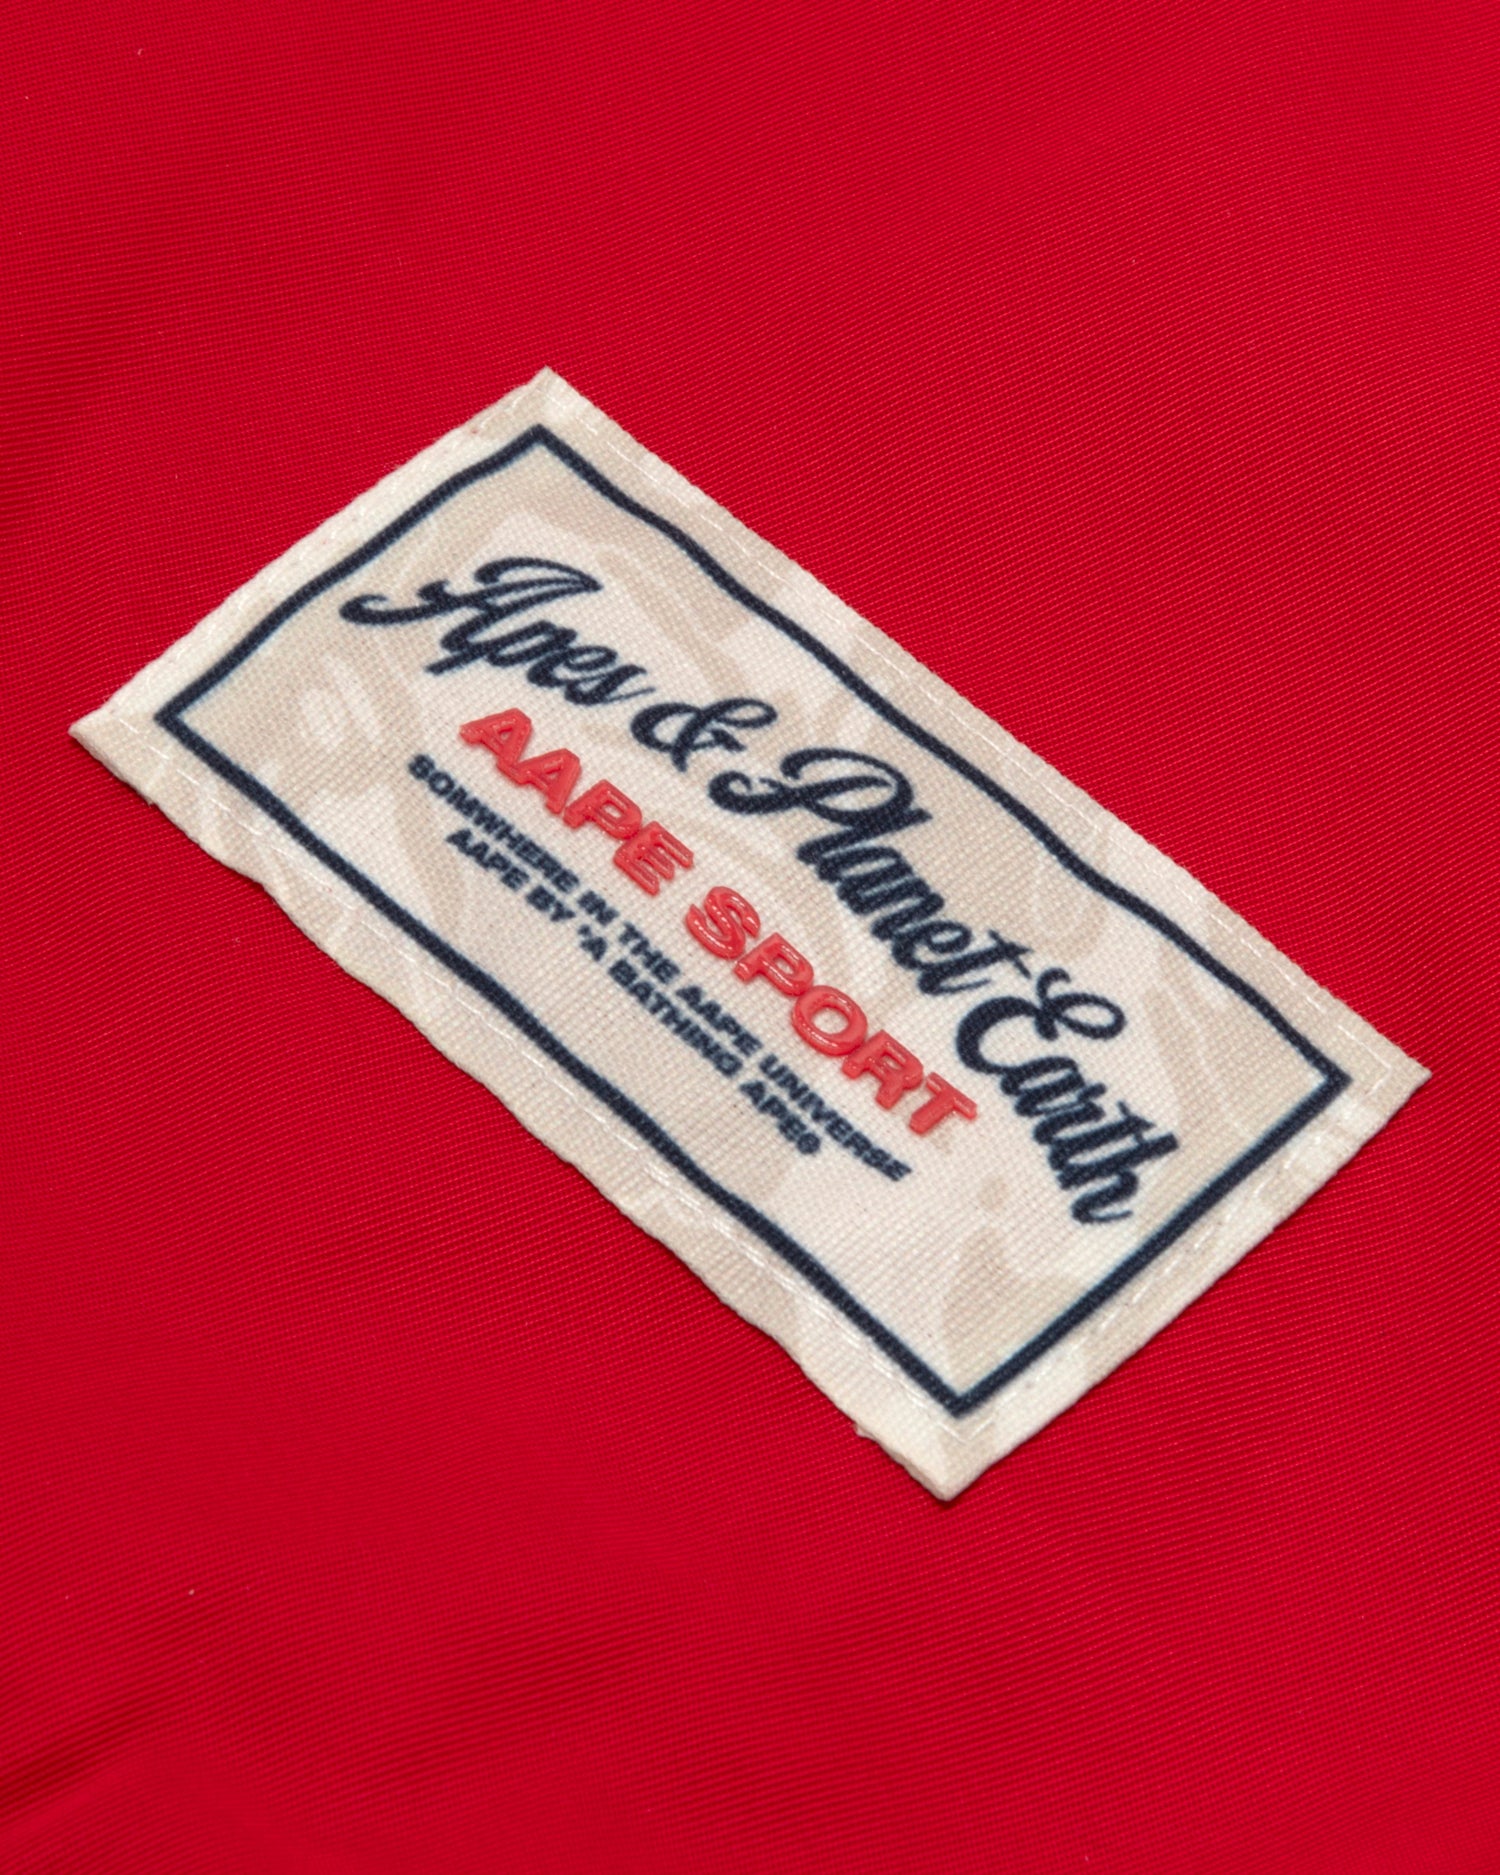 Apes & Planet Earth
AAPE SPORT
SOMWHERE IN THE AAPE UNIVERSE
AAPE BY *A BATHING APE®